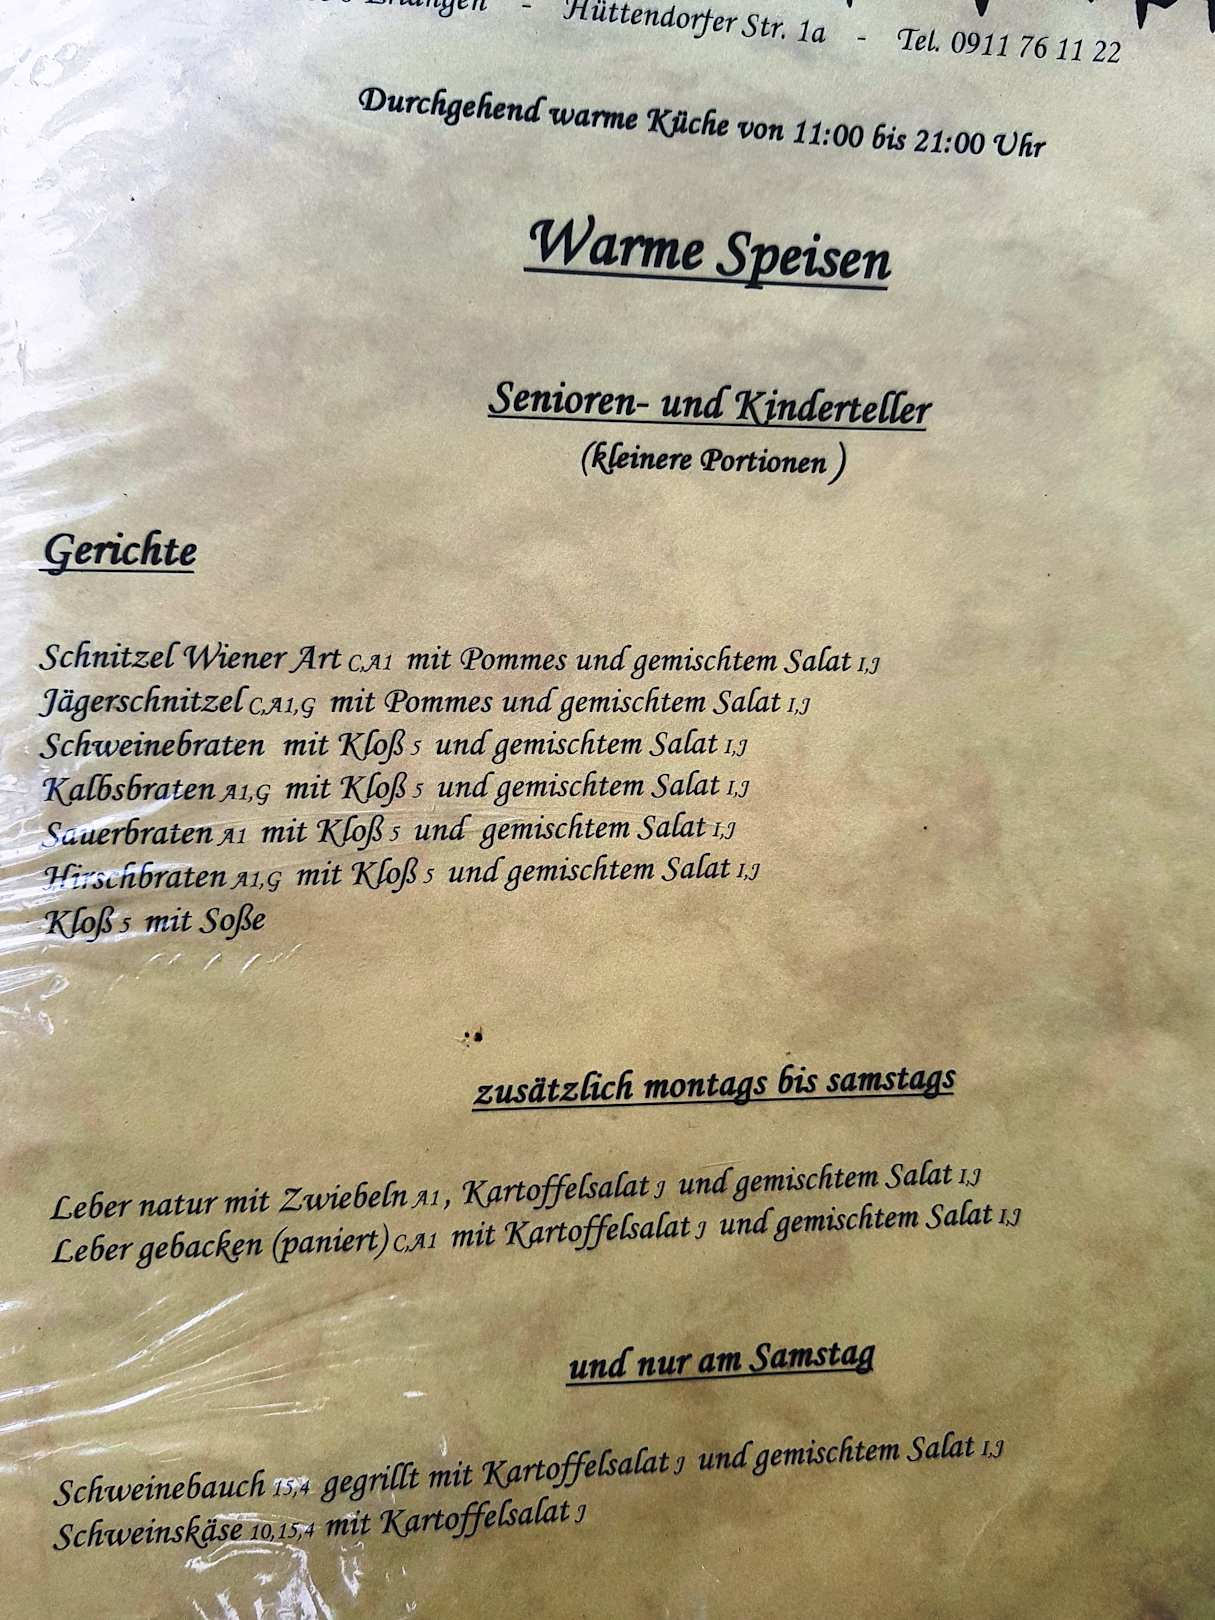 Erlangen - Hüttendorfer Str. 1a - Tel. 0911 76 11 22
Durchgehend warme Küche von 11:00 bis 21:00 Uhr
Warme Speisen
Senioren- und Kinderteller
(kleinere Portionen )
Gerichte
Schnitzel Wiener Art C,A1 mit Pommes und gemischtem Salat I,J
Jägerschnitzel C,A1,G mit Pommes und gemischtem Salat I,J
Schweinebraten mit Kloß 5 und gemischtem Salat I,J
Kalbsbraten A1,G mit Kloß 5 und gemischtem Salat I,J
Sauerbraten A1 mit Kloß 5 und gemischtem Salat I,J
Hirschbraten A1,G mit Kloß 5 und gemischtem Salat I,J
Kloß 5 mit Soße
zusätzlich montags bis samstags
Leber natur mit Zwiebeln A1, Kartoffelsalat J und gemischtem Salat I,J
Leber gebacken (paniert) C,A1 mit Kartoffelsalat J und gemischtem Salat I,J
und nur am Samstag
Schweinebauch 15,4 gegrillt mit Kartoffelsalat J und gemischtem Salat I,J
Schweinskäse 10,15,4 mit Kartoffelsalat J